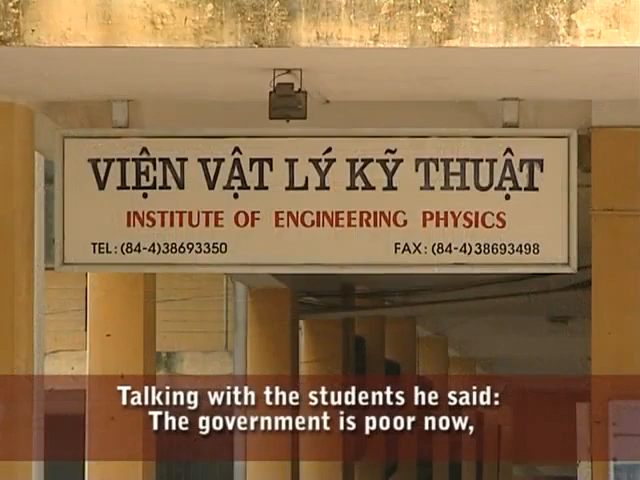 VIỆN VẬT LÝ KỸ THUẬT
INSTITUTE OF ENGINEERING PHYSICS
TEL: (84-4)38693350 FAX: (84-4)38693498
Talking with the students he said:
The government is poor now,